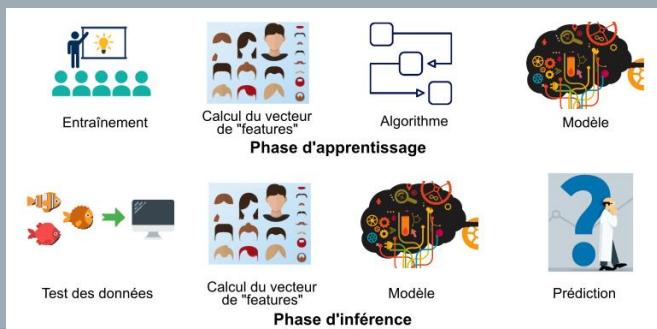 Entraînement
Calcul du vecteur
de "features"
Algorithme
Modèle
Phase d'apprentissage
Test des données
Calcul du vecteur
de "features"
Modèle
Prédiction
Phase d'inférence